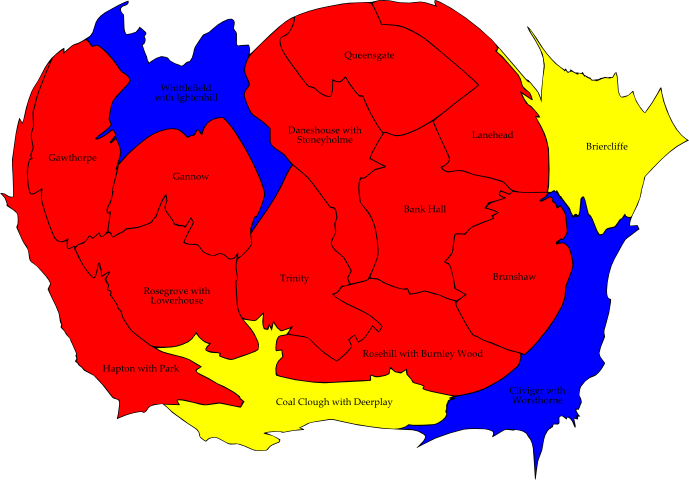 Queensgate
Whittlefield
with Ightenhill
Daneshouse with
Stoneyholme
Lanehead
Briercliffe
Gawthorpe
Gannow
Bank Hall
Trinity
Brunshaw
Rosegrove with
Lowerhouse
Rosehill with Burnley Wood
Hapton with Park
Cliviger with
Worsthorne
Coal Clough with Deerplay